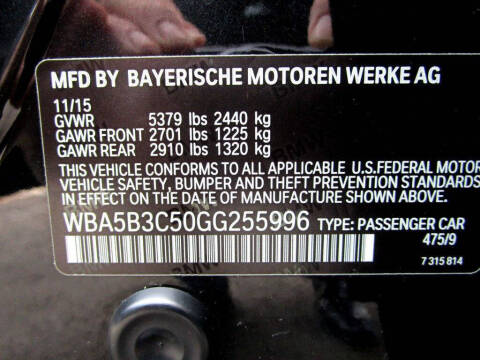 MFD BY BAYERISCHE MOTOREN WERKE AG
11/15
GVWR 5379 lbs 2440 kg
GAWR FRONT 2701 lbs 1225 kg
GAWR REAR 2910 lbs 1320 kg
THIS VEHICLE CONFORMS TO ALL APPLICABLE U.S.FEDERAL MOTOR
VEHICLE SAFETY, BUMPER AND THEFT PREVENTION STANDARDS
IN EFFECT ON THE DATE OF MANUFACTURE SHOWN ABOVE.
WBA5B3C50GG255996 TYPE: PASSENGER CAR
475/9
7 315 814